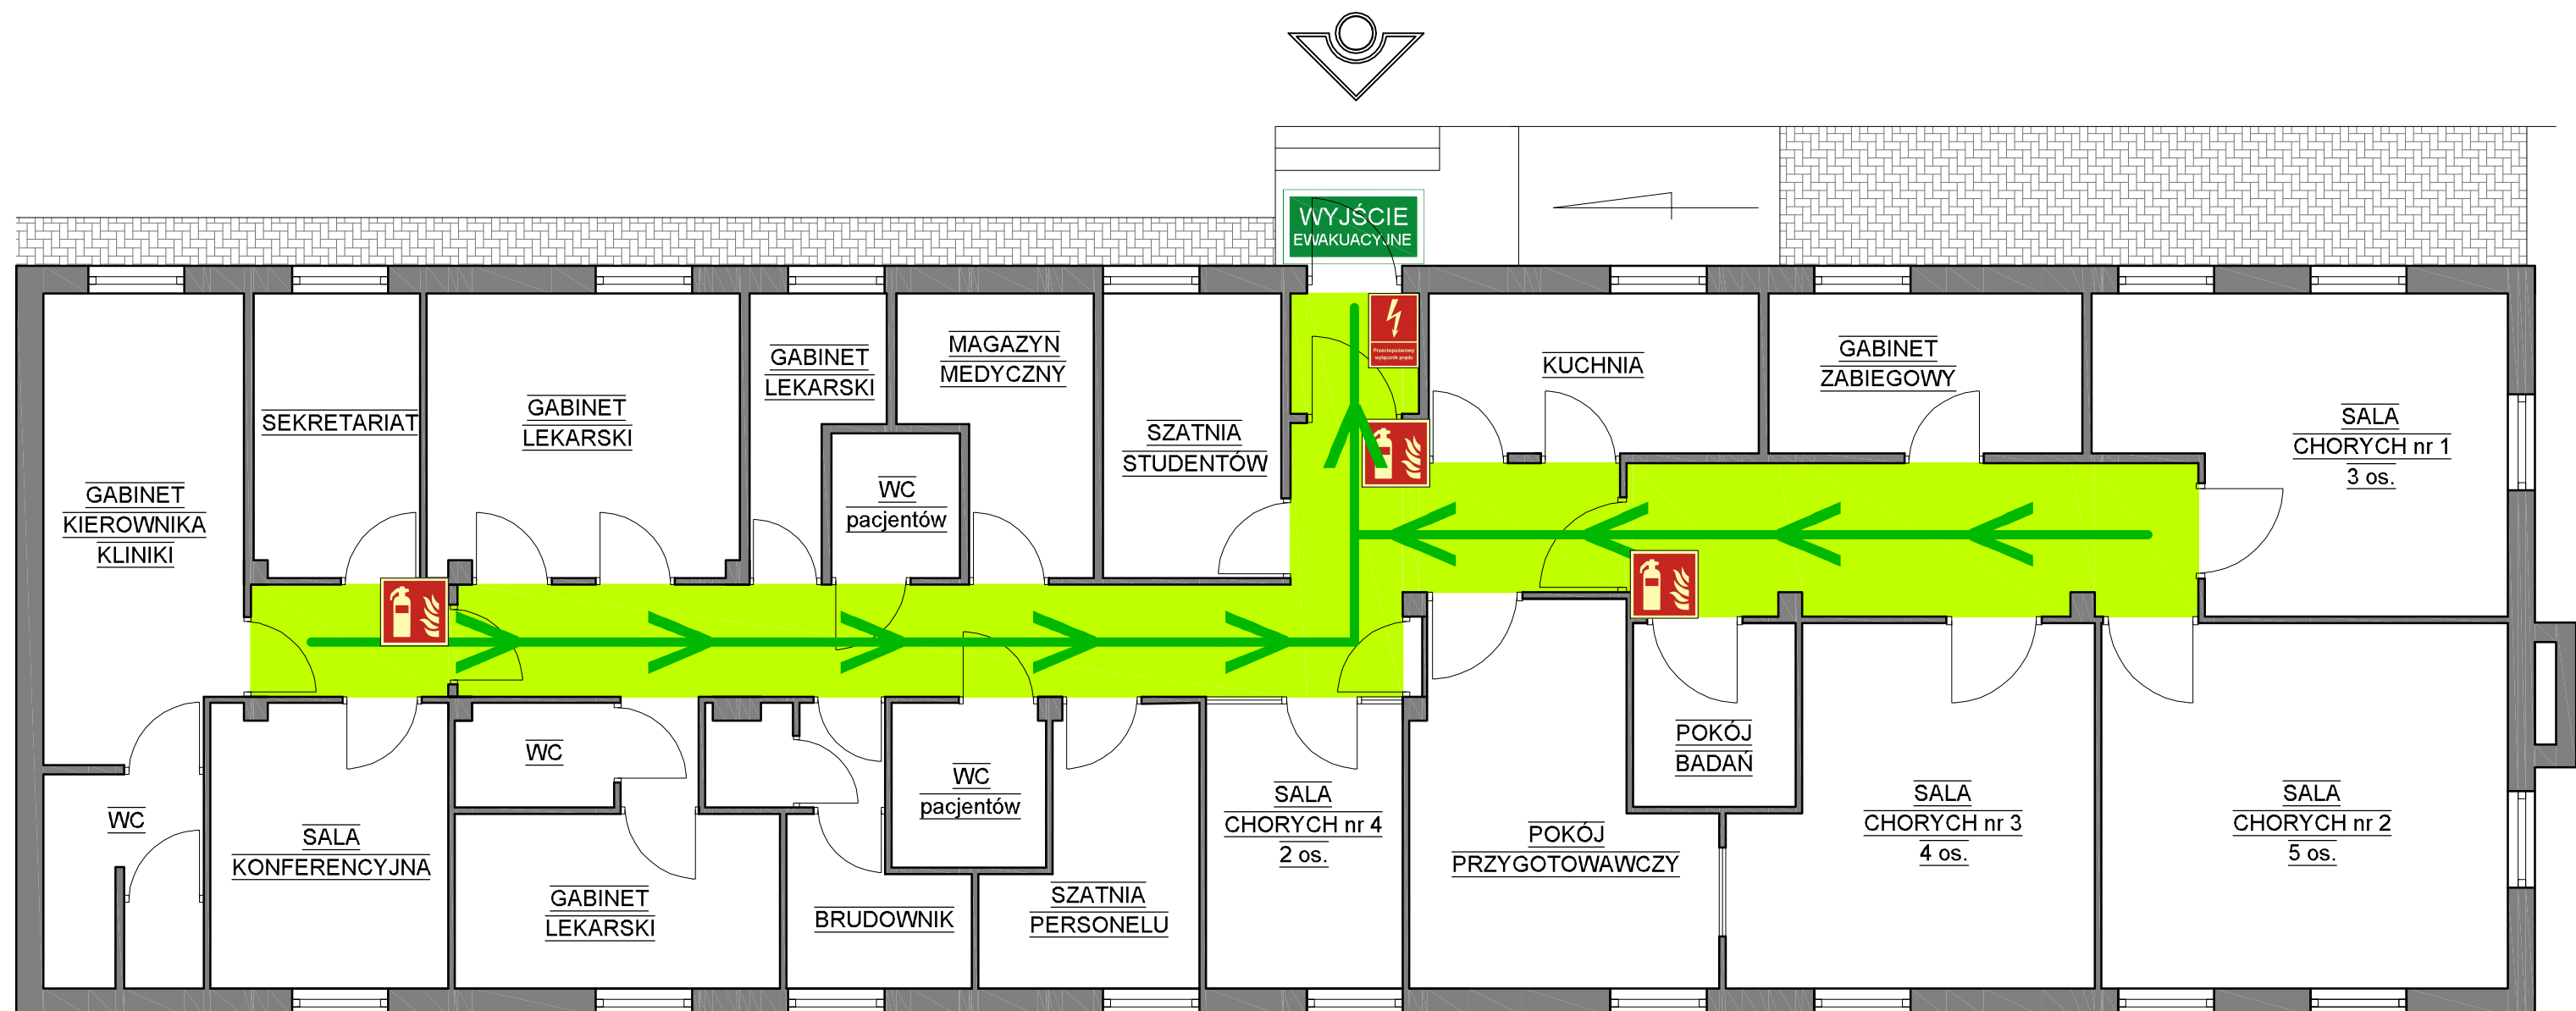 WYJŚCIE
EWAKUACYJNE
Przeciwpożarowy
wyłącznik prądu
GABINET
KIEROWNIKA
KLINIKI
SEKRETARIAT
GABINET
LEKARSKI
GABINET
LEKARSKI
WC
pacjentów
MAGAZYN
MEDYCZNY
SZATNIA
STUDENTÓW
KUCHNIA
GABINET
ZABIEGOWY
SALA
CHORYCH nr 1
3 os.
WC
SALA
KONFERENCYJNA
WC
GABINET
LEKARSKI
BRUDOWNIK
WC
pacjentów
SZATNIA
PERSONELU
SALA
CHORYCH nr 4
2 os.
POKÓJ
PRZYGOTOWAWCZY
POKÓJ
BADAŃ
SALA
CHORYCH nr 3
4 os.
SALA
CHORYCH nr 2
5 os.